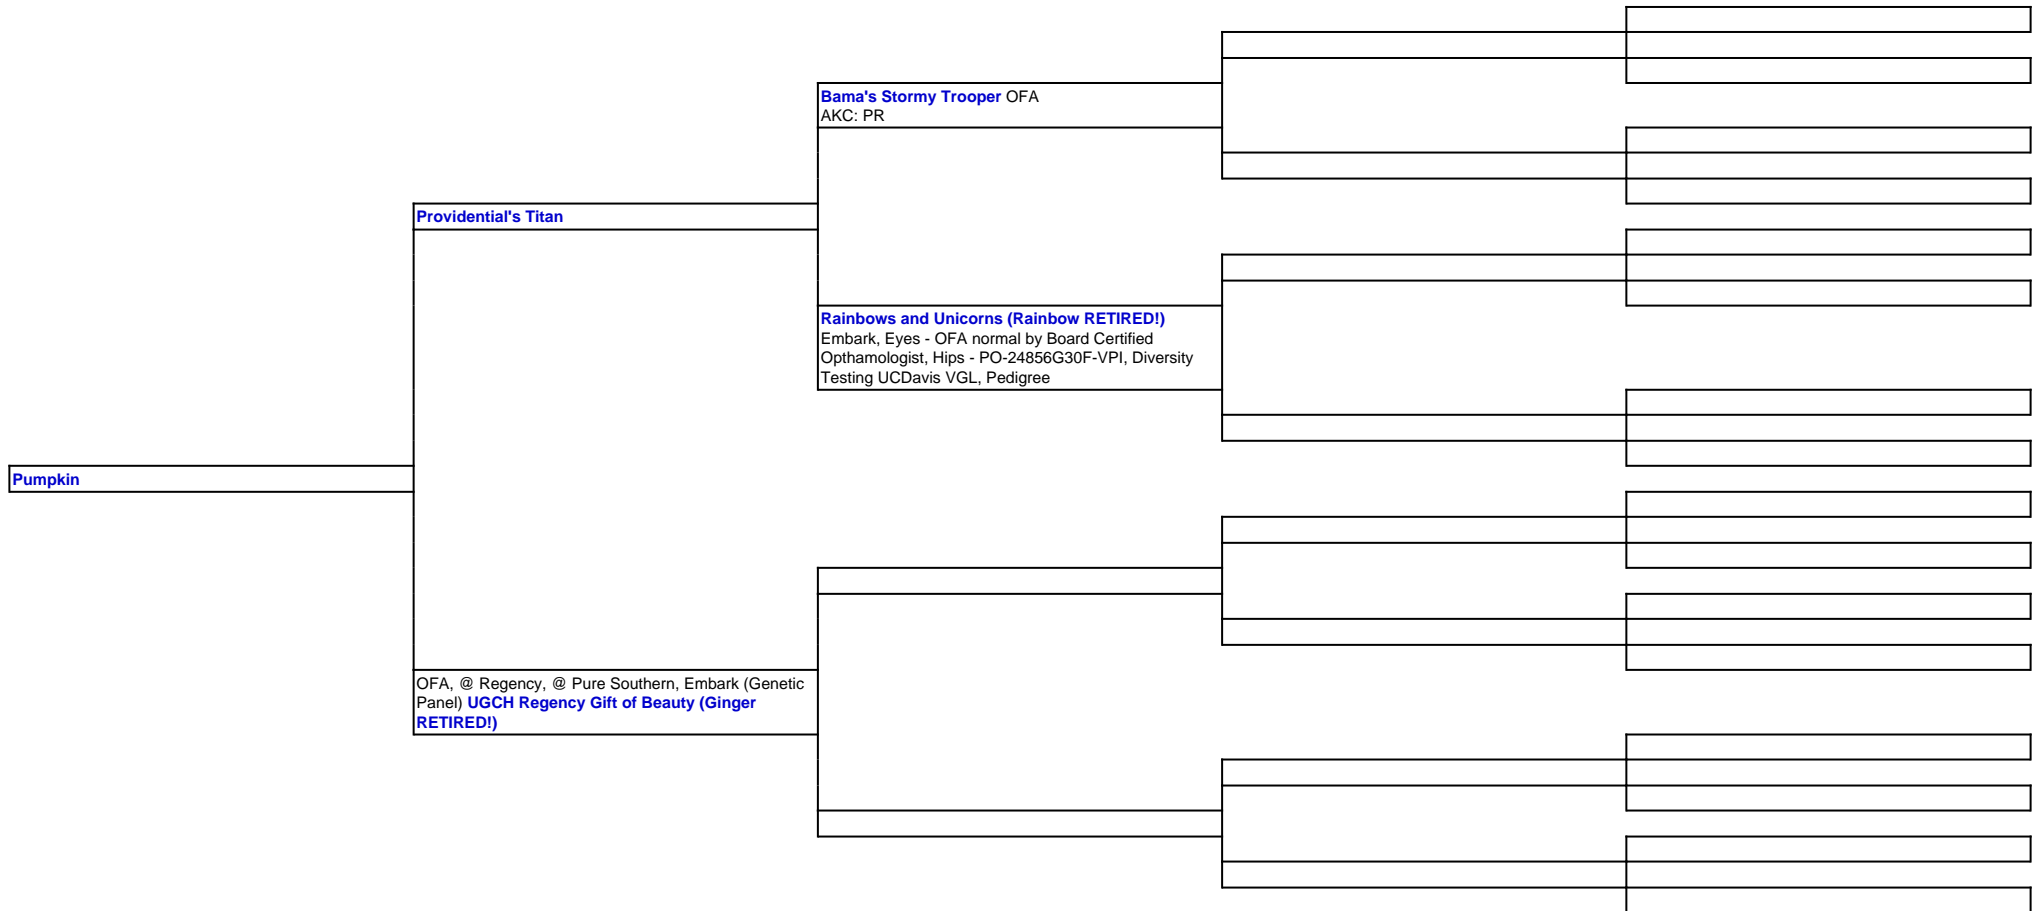 Bama's Stormy Trooper OFA
AKC: PR
Providential's Titan
Rainbows and Unicorns (Rainbow RETIRED!)
Embark, Eyes - OFA normal by Board Certified
Opthamologist, Hips - PO-24856G30F-VPI, Diversity
Testing UCDavis VGL, Pedigree
Pumpkin
OFA, @ Regency, @ Pure Southern, Embark (Genetic
Panel) UGCH Regency Gift of Beauty (Ginger
RETIRED!)